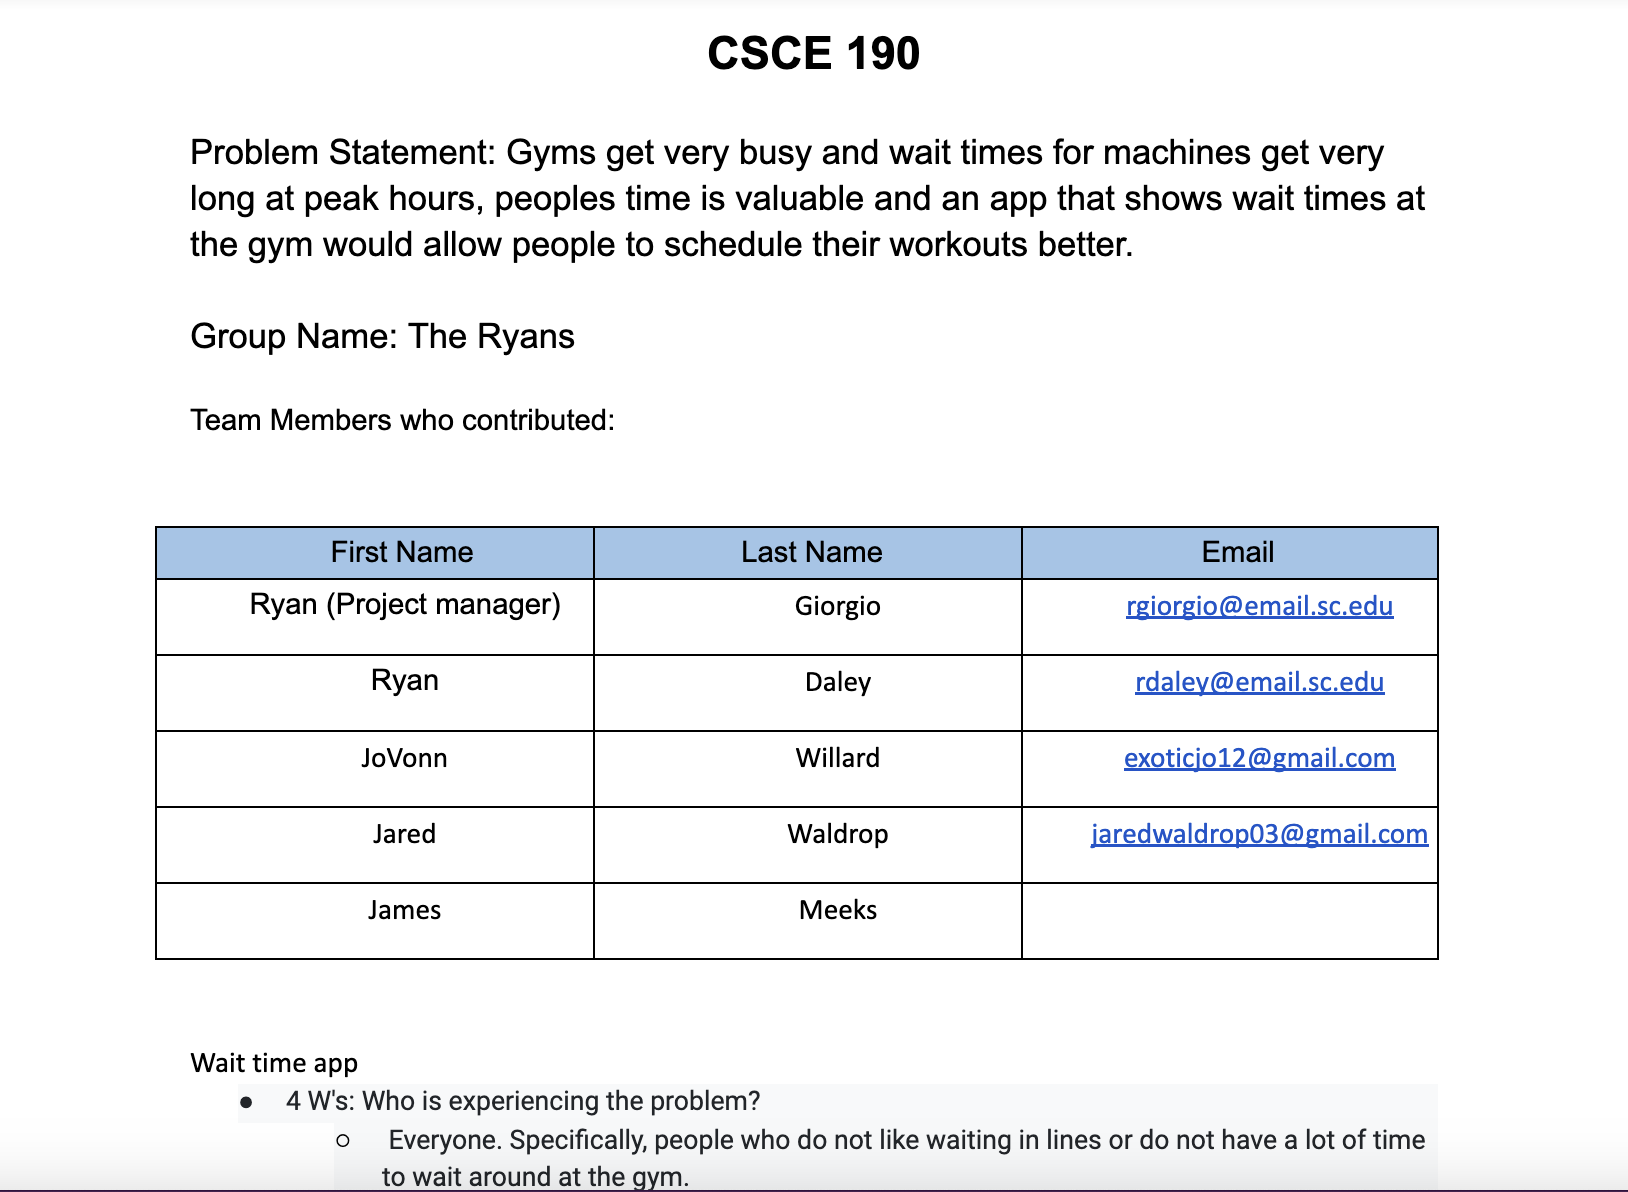 CSCE 190
Problem Statement: Gyms get very busy and wait times for machines get very
long at peak hours, peoples time is valuable and an app that shows wait times at
the gym would allow people to schedule their workouts better.
Group Name: The Ryans
Team Members who contributed:
First Name Last Name Email
Ryan (Project manager) Giorgio rgiorgio@email.sc.edu
Ryan Daley rdaley@email.sc.edu
JoVonn Willard exoticjo12@gmail.com
Jared Waldrop jaredwaldrop03@gmail.com
James Meeks
Wait time app
● 4 W's: Who is experiencing the problem?
○ Everyone. Specifically, people who do not like waiting in lines or do not have a lot of time
to wait around at the gym.